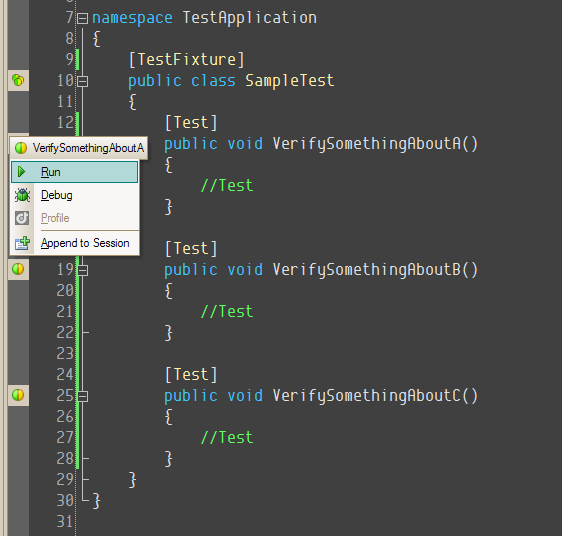 7 namespace TestApplication
8 {
9 [TestFixture]
10 public class SampleTest
11 {
12 [Test]
VerifySomethingAboutA public void VerifySomethingAboutA()
Run {
Debug //Test
Profile }
Append to Session [Test]
19 public void VerifySomethingAboutB()
20 {
21 //Test
22 }
23
24 [Test]
25 public void VerifySomethingAboutC()
26 {
27 //Test
28 }
29 }
30 }
31